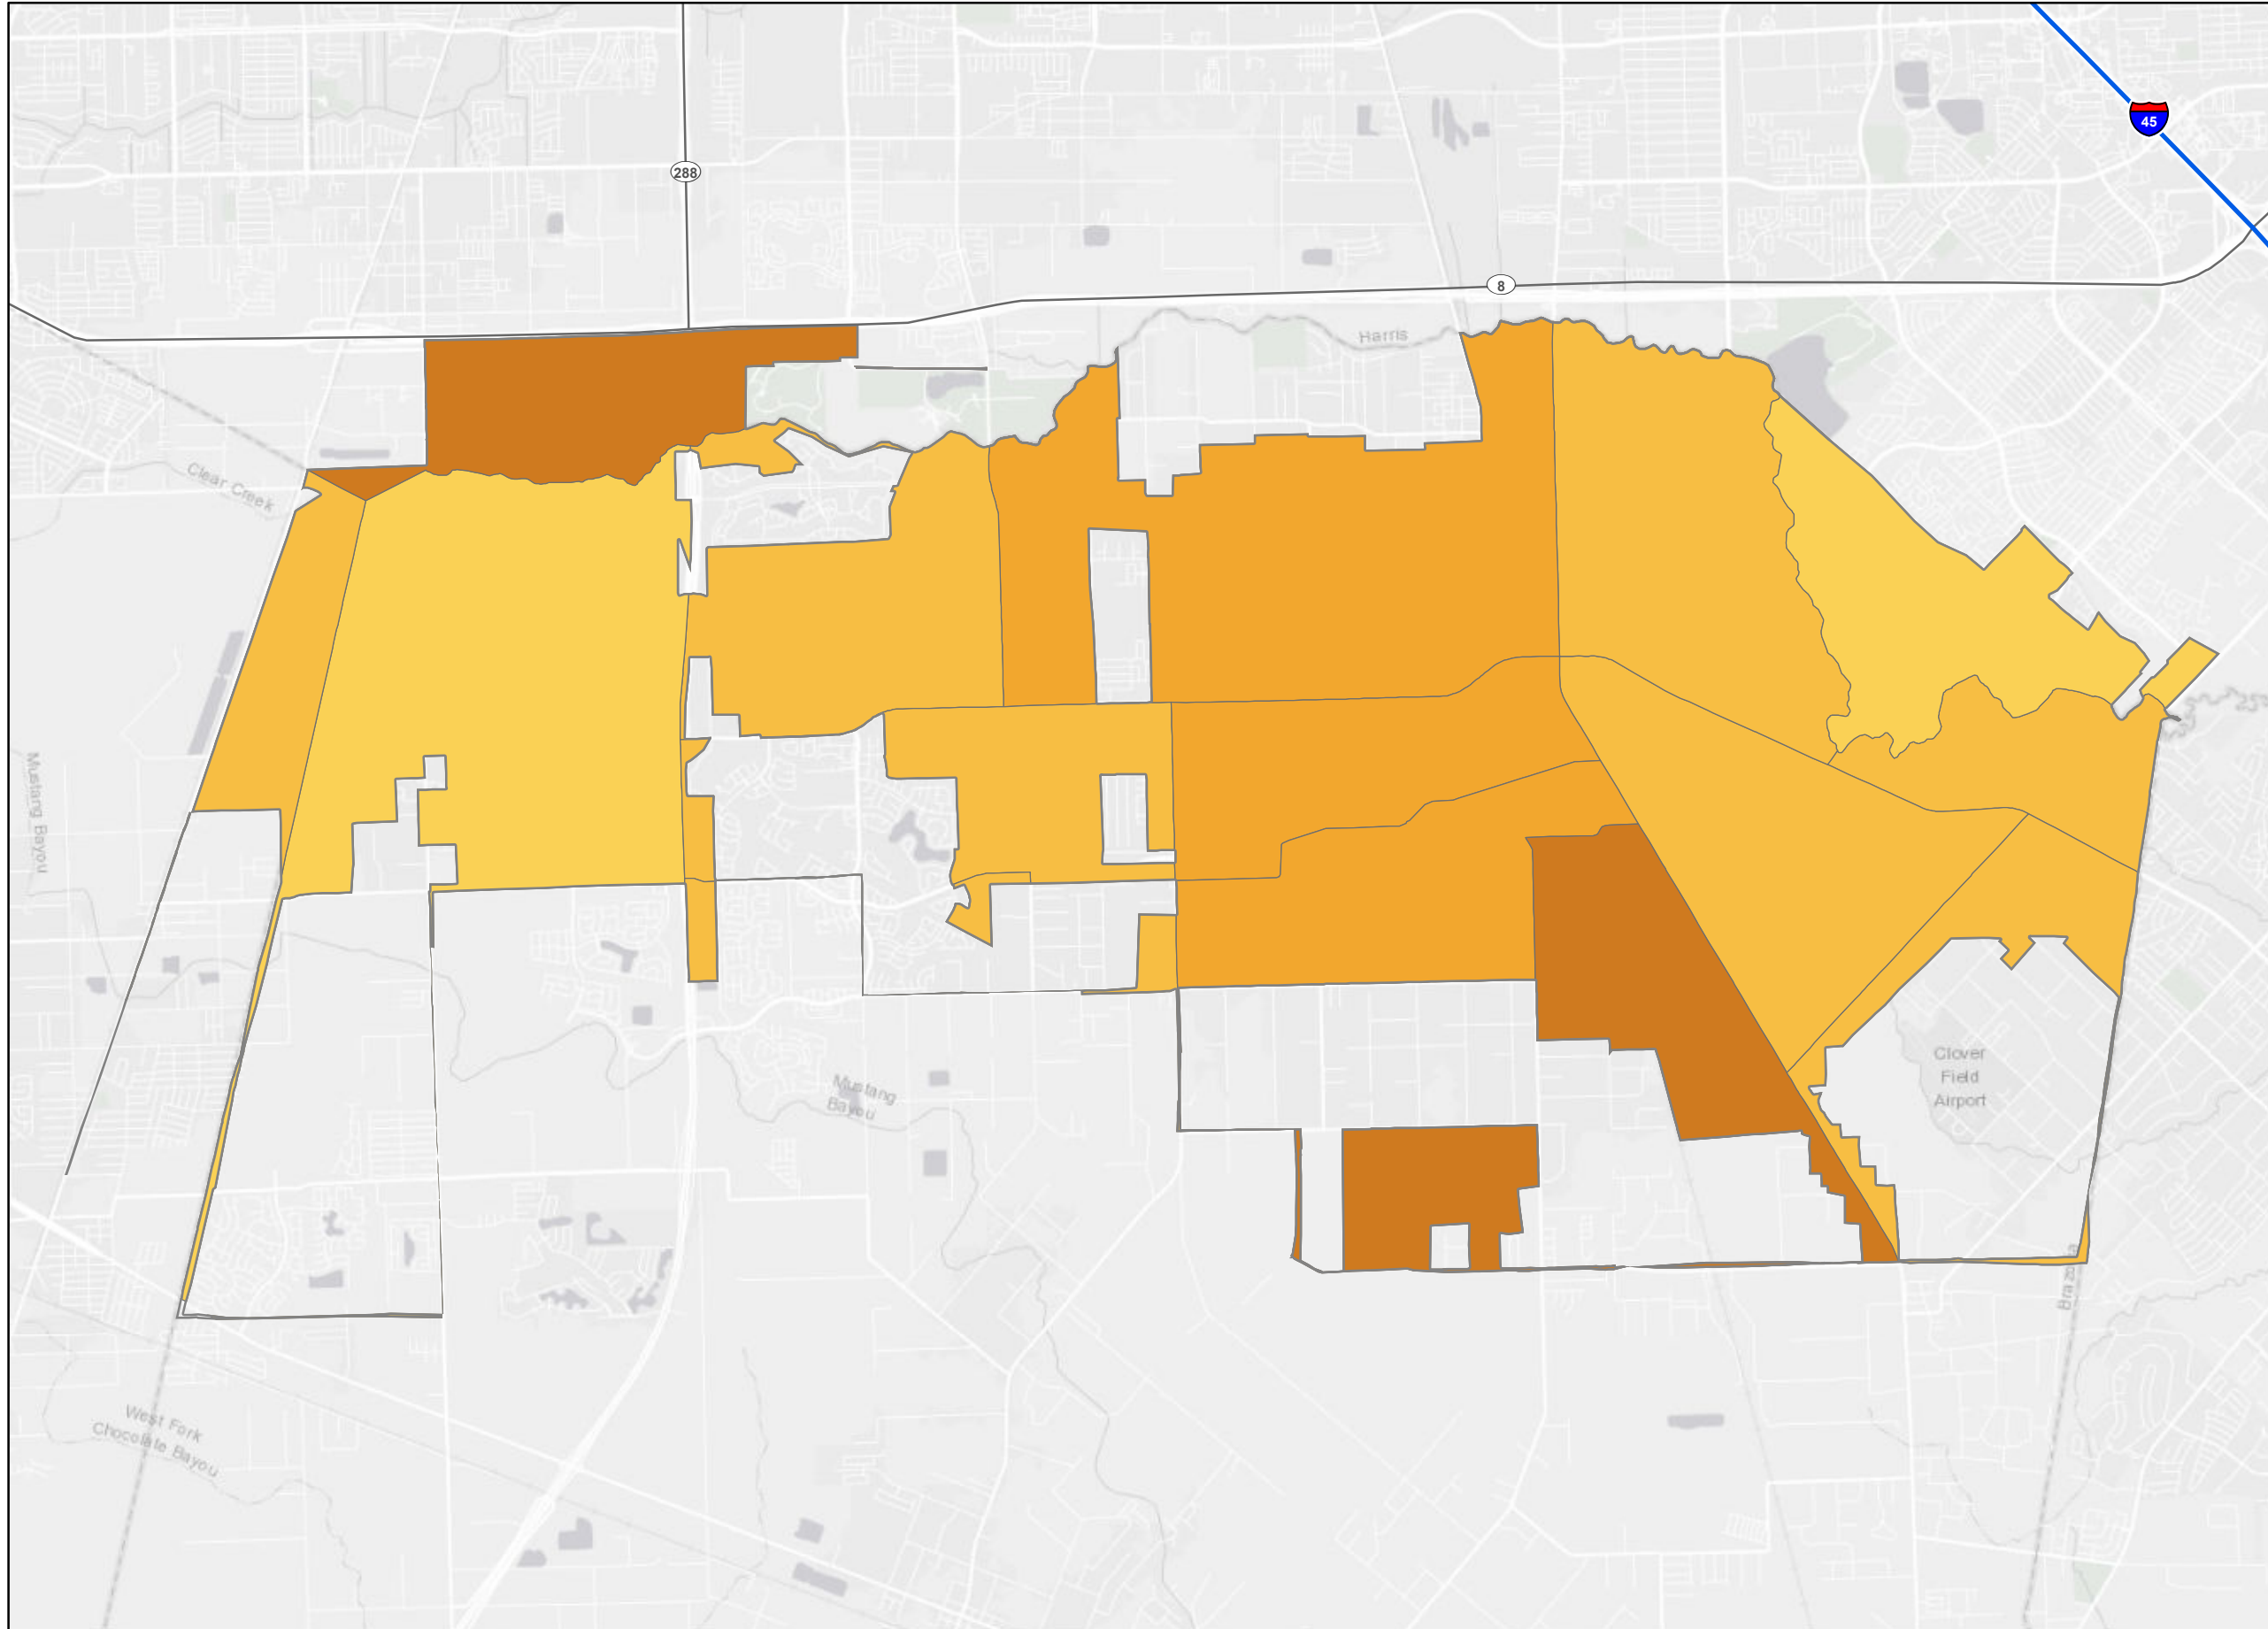 45
288
8
Harris
Clear Creek
Mustang Bayou
Clover
Field
Airport
Mustang
Bayou
West Fork
Chocolate Bayou